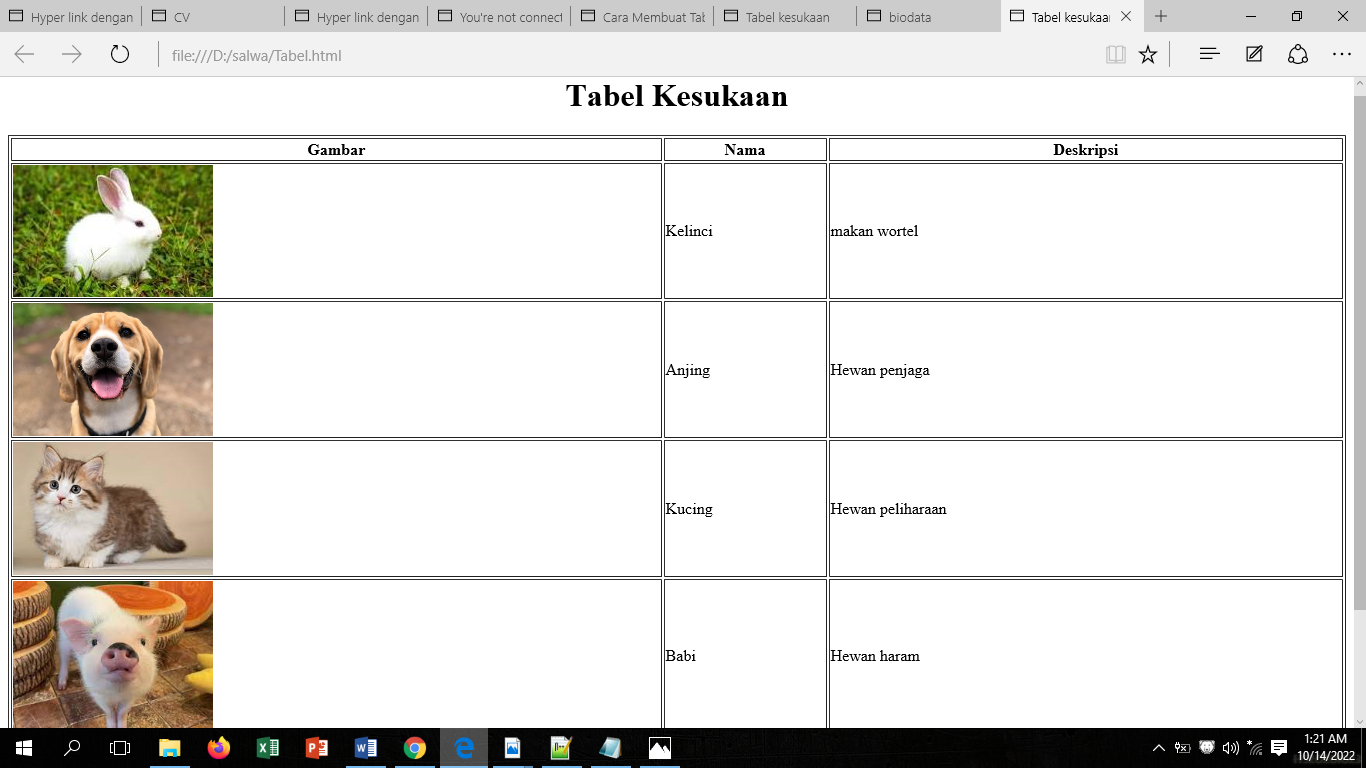 Hyper link dengan
CV
Hyper link dengan
You're not connect
Cara Membuat Tab
Tabel kesukaan
biodata
Tabel kesukaan
file:///D:/salwa/Tabel.html
Tabel Kesukaan
Gambar Nama Deskripsi
Kelinci makan wortel
Anjing Hewan penjaga
Kucing Hewan peliharaan
Babi Hewan haram
1:21 AM
10/14/2022